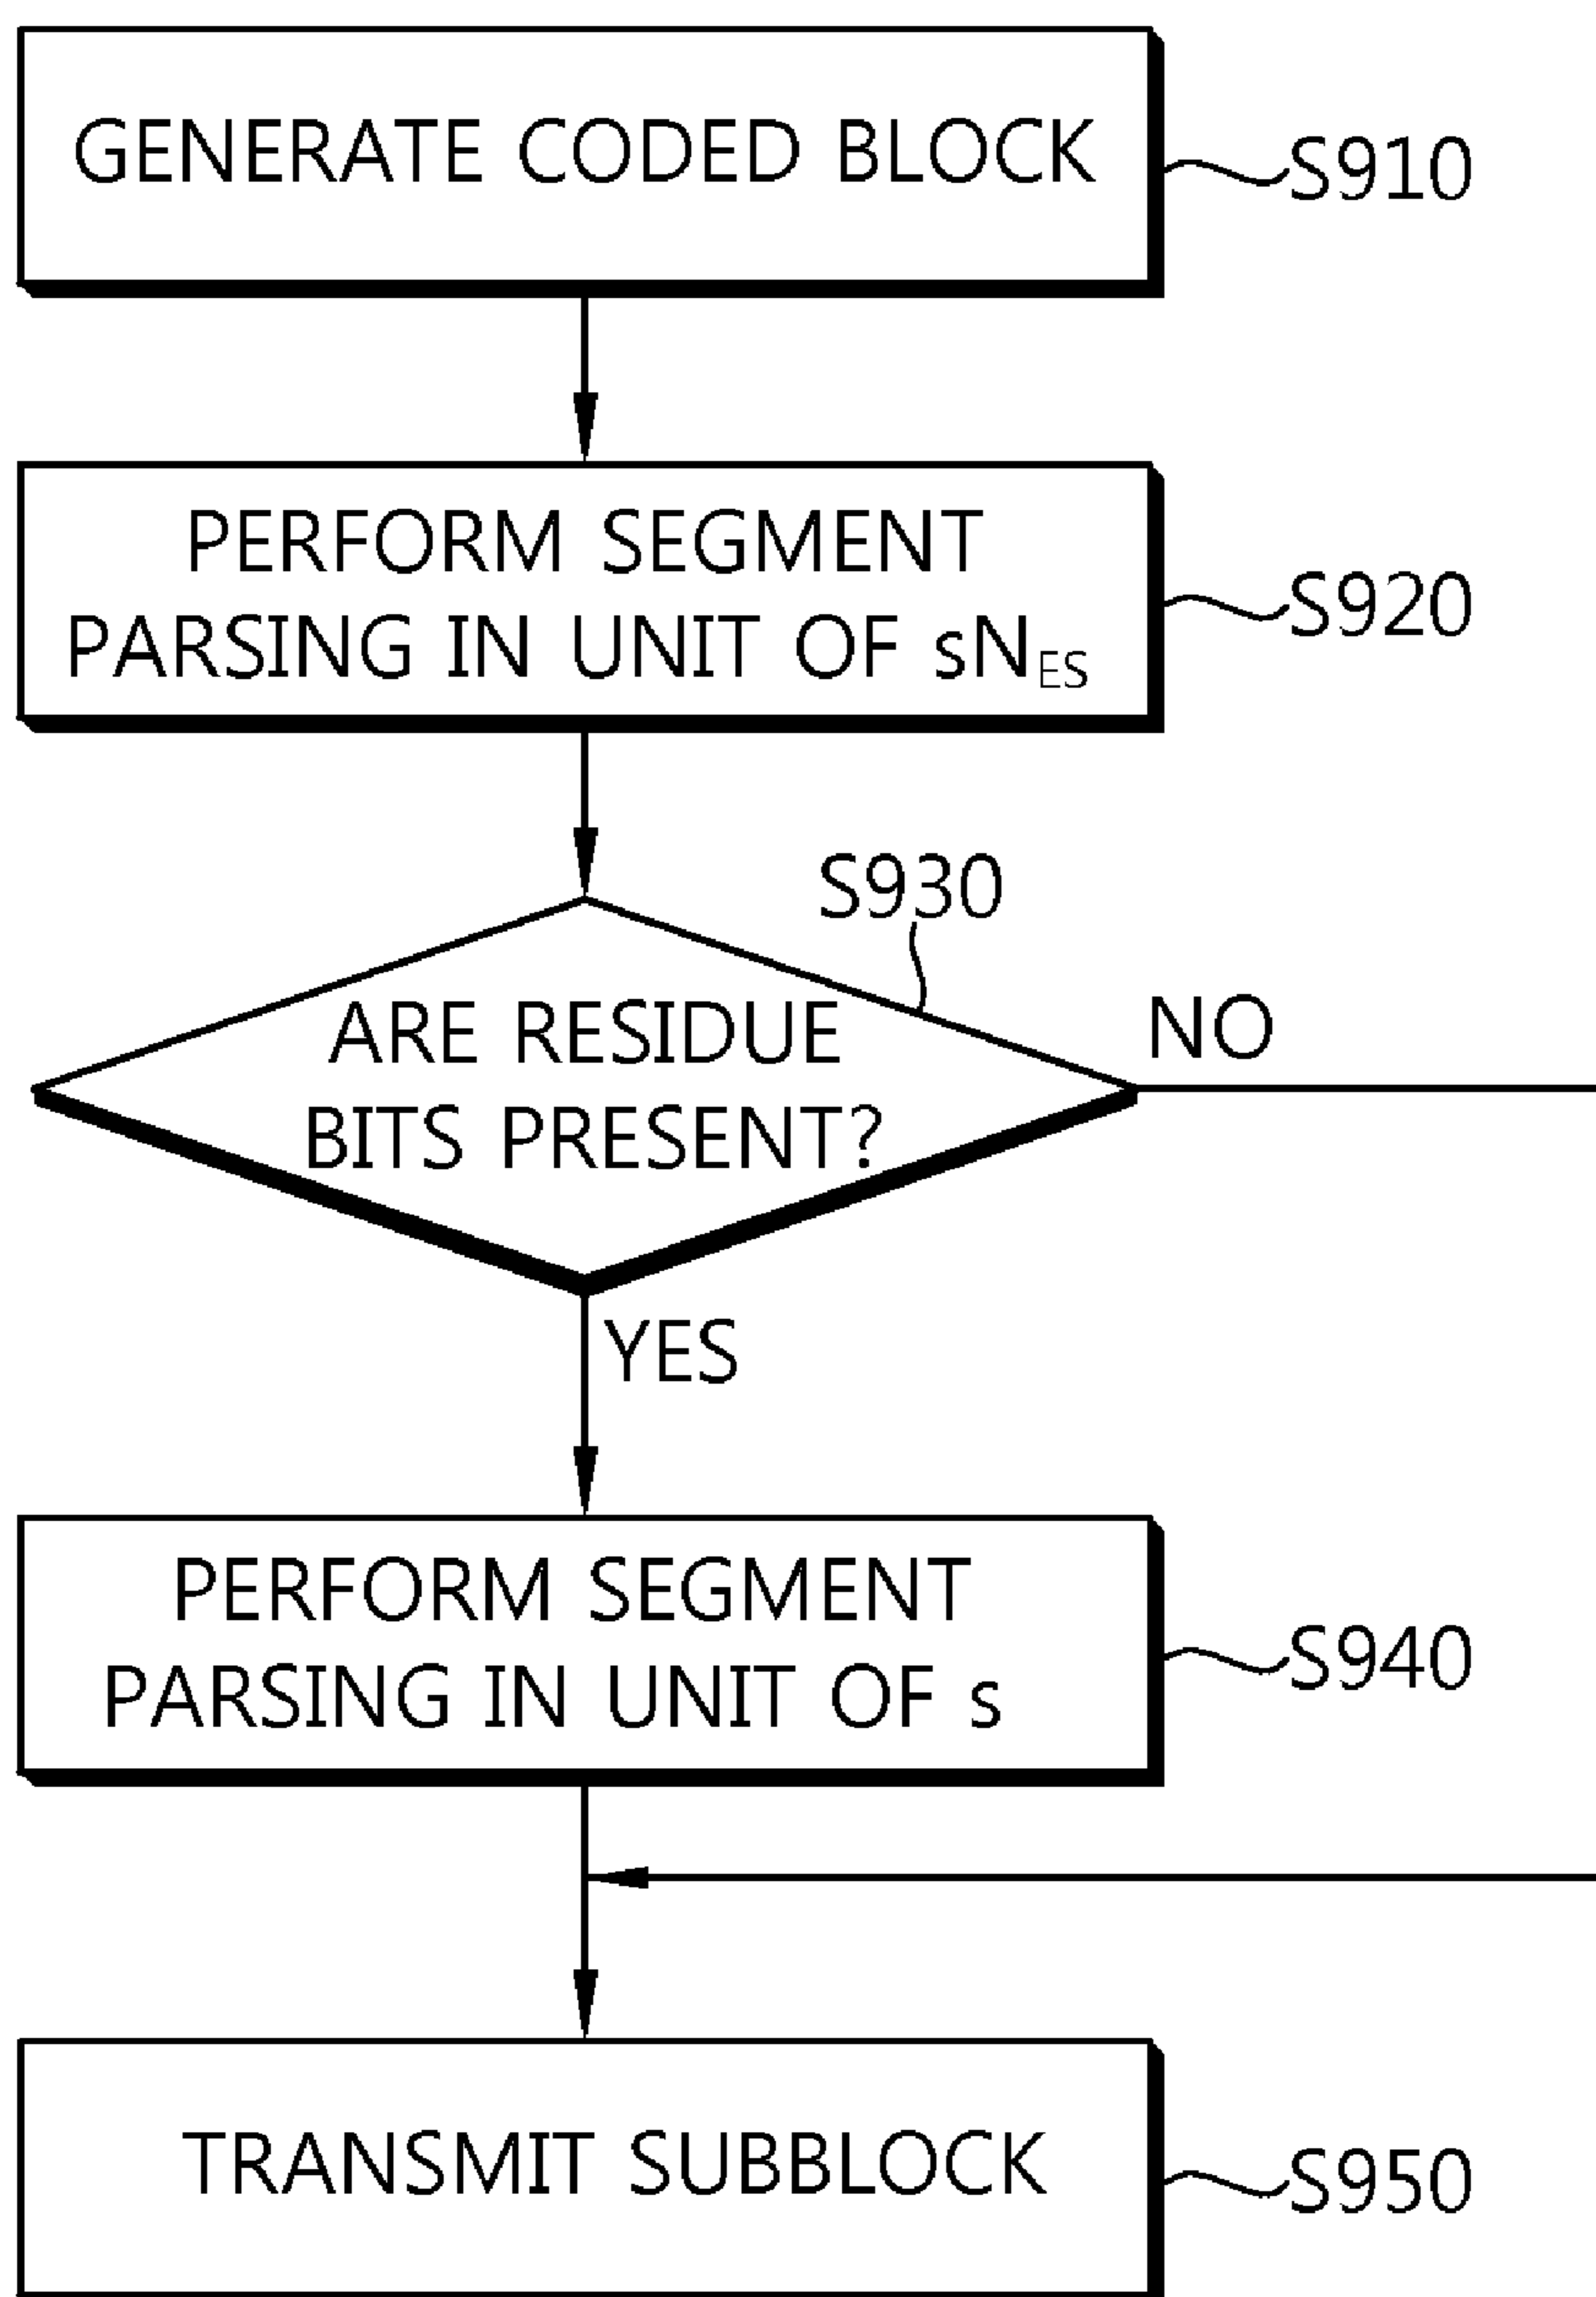 GENERATE CODED BLOCK
S910
PERFORM SEGMENT
PARSING IN UNIT OF sN_ES
S920
S930
ARE RESIDUE
BITS PRESENT?
NO
YES
PERFORM SEGMENT
PARSING IN UNIT OF s
S940
TRANSMIT SUBBLOCK
S950